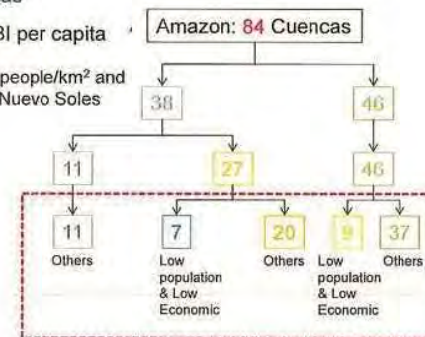 BI per capita
Amazon: 84 Cuencas
people/km² and
Nuevo Soles
38
46
11
27
46
11
7
20
9
37
Others
Low
population
& Low
Economic
Others
Low
population
& Low
Economic
Others